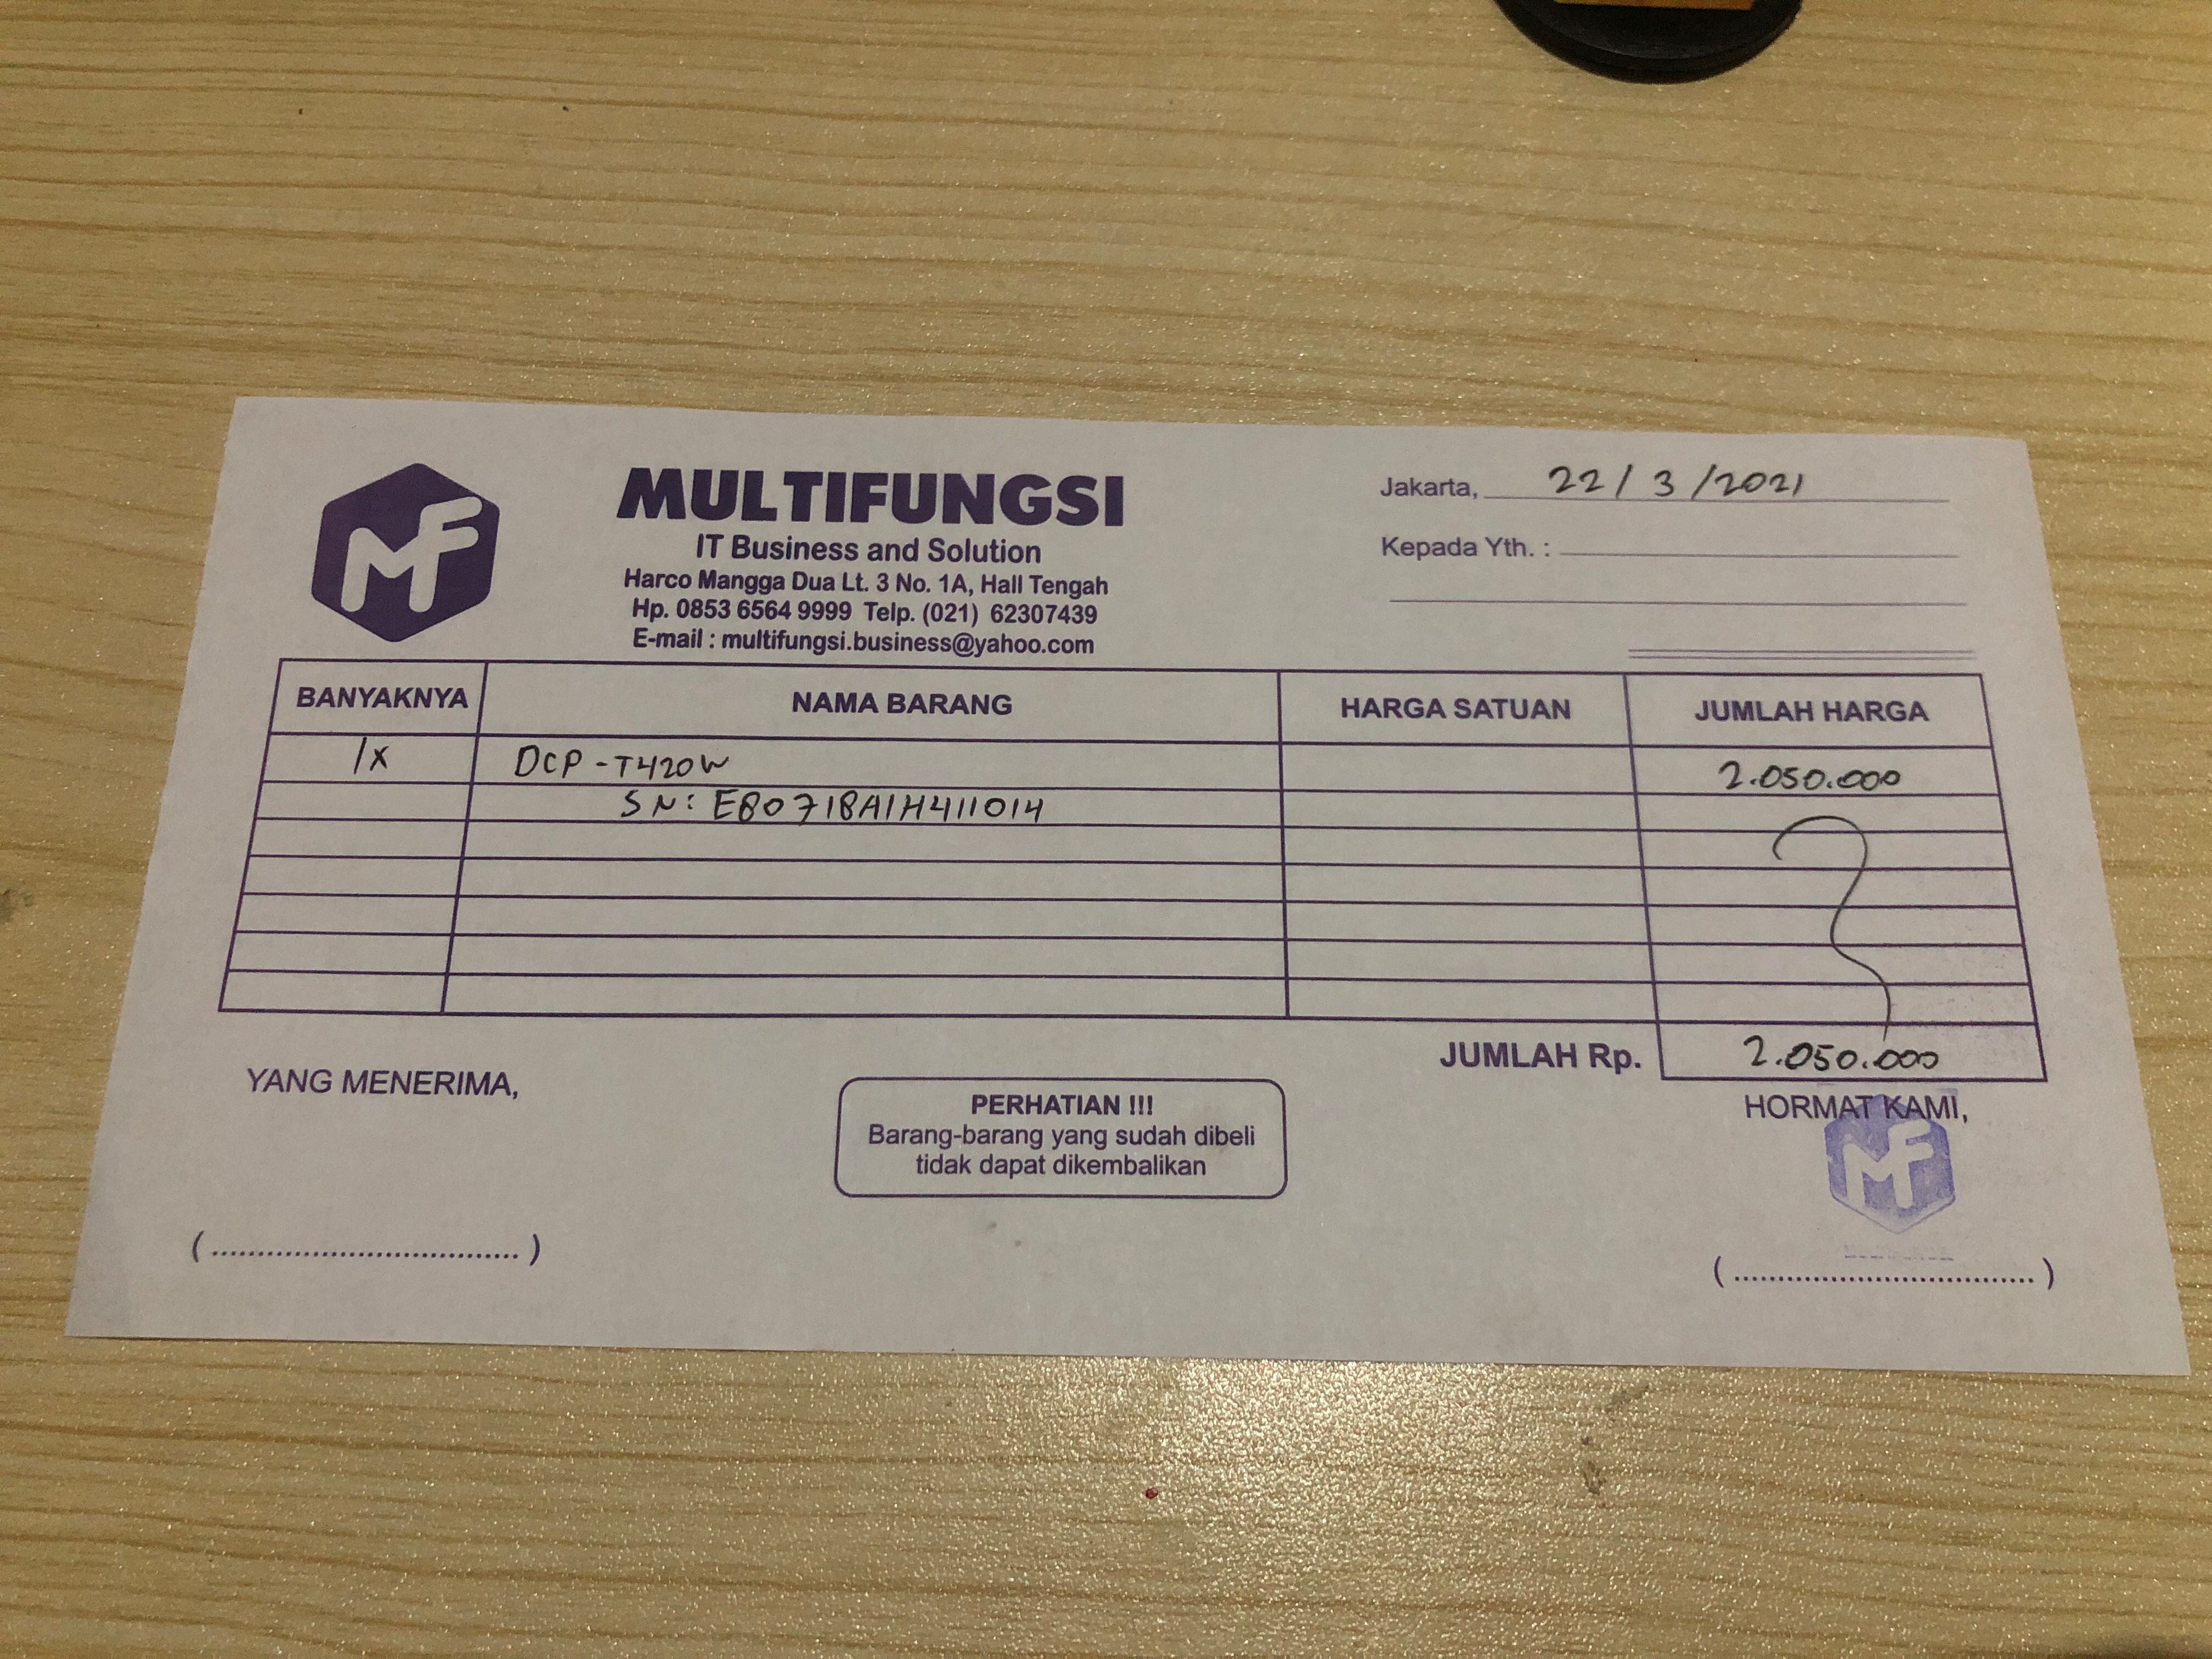 MF
MULTIFUNGSI
IT Business and Solution
Harco Mangga Dua Lt. 3 No. 1A, Hall Tengah
Hp. 0853 6564 9999 Telp. (021) 62307439
E-mail : multifungsi.business@yahoo.com
Jakarta, 22/3/2021
Kepada Yth. :
BANYAKNYA NAMA BARANG HARGA SATUAN JUMLAH HARGA
1x DCP-T420W 2.050.000
SN: E80718A1H411014
JUMLAH Rp. 2.050.000
YANG MENERIMA,
PERHATIAN !!!
Barang-barang yang sudah dibeli
tidak dapat dikembalikan
HORMAT KAMI,
MF
(....................................) (....................................)